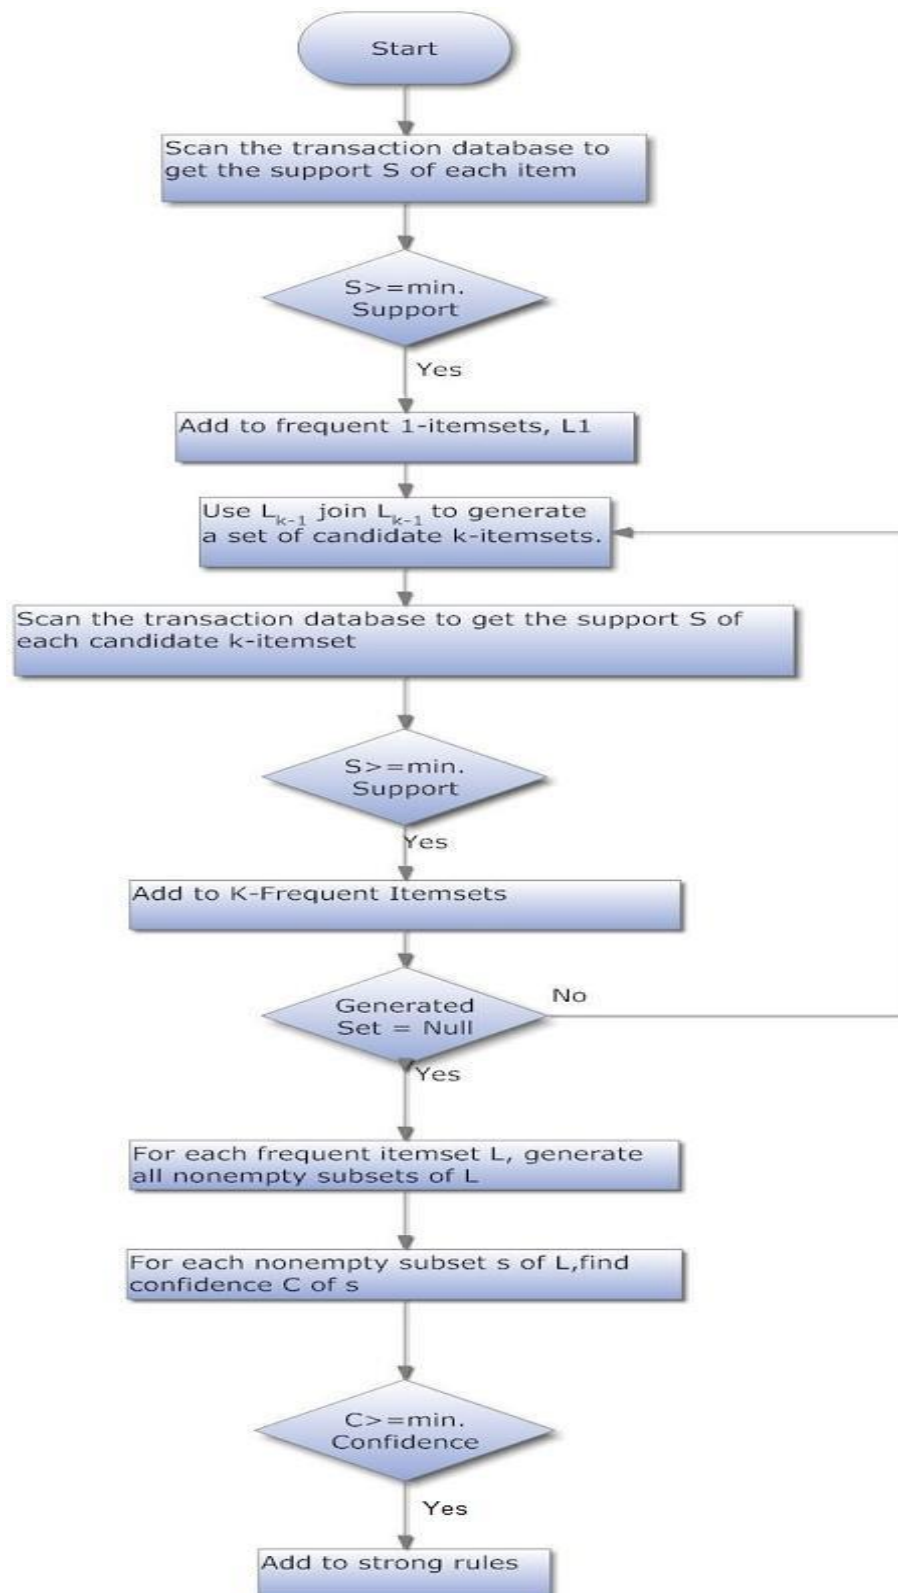 Start
Scan the transaction database to
get the support S of each item
S>=min.
Support
Yes
Add to frequent 1-itemsets, L1
Use Lk-1 join Lk-1 to generate
a set of candidate k-itemsets.
Scan the transaction database to get the support S of
each candidate k-itemset
S>=min.
Support
Yes
Add to K-Frequent Itemsets
Generated
Set = Null
No
Yes
For each frequent itemset L, generate
all nonempty subsets of L
For each nonempty subset s of L,find
confidence C of s
C>=min.
Confidence
Yes
Add to strong rules